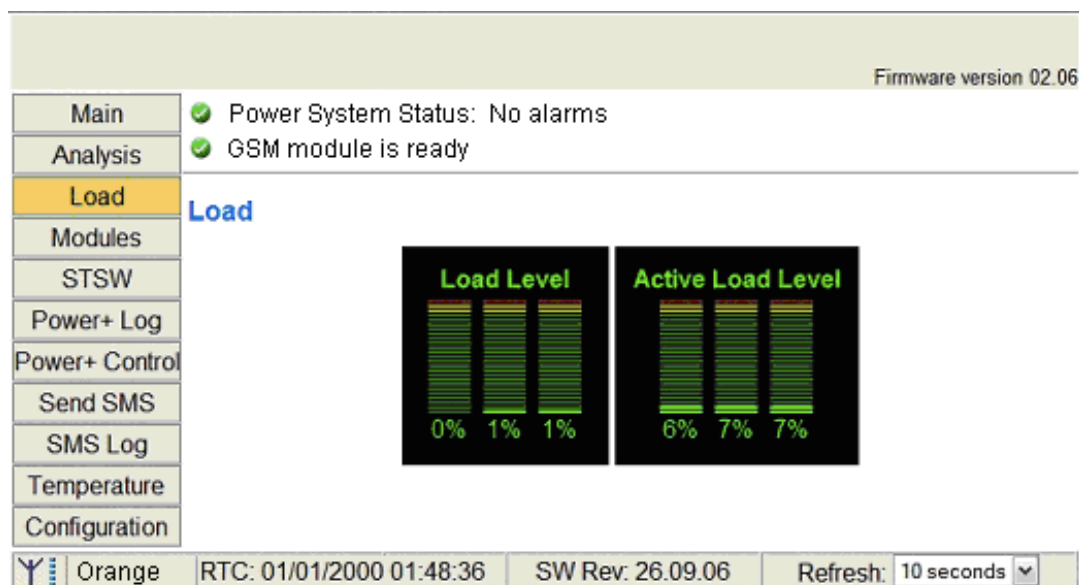 Firmware version 02.06
Main
Analysis
Load
Modules
STSW
Power+ Log
Power+ Control
Send SMS
SMS Log
Temperature
Configuration
Power System Status: No alarms
GSM module is ready
Load
Load Level
0% 1% 1%
Active Load Level
6% 7% 7%
Orange RTC: 01/01/2000 01:48:36 SW Rev: 26.09.06 Refresh: 10 seconds